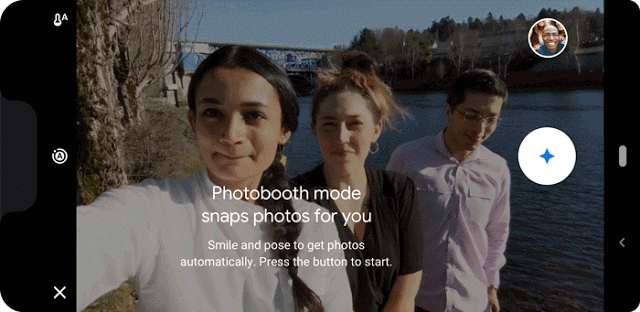 A
A
Photobooth mode
snaps photos for you
Smile and pose to get photos
automatically. Press the button to start.